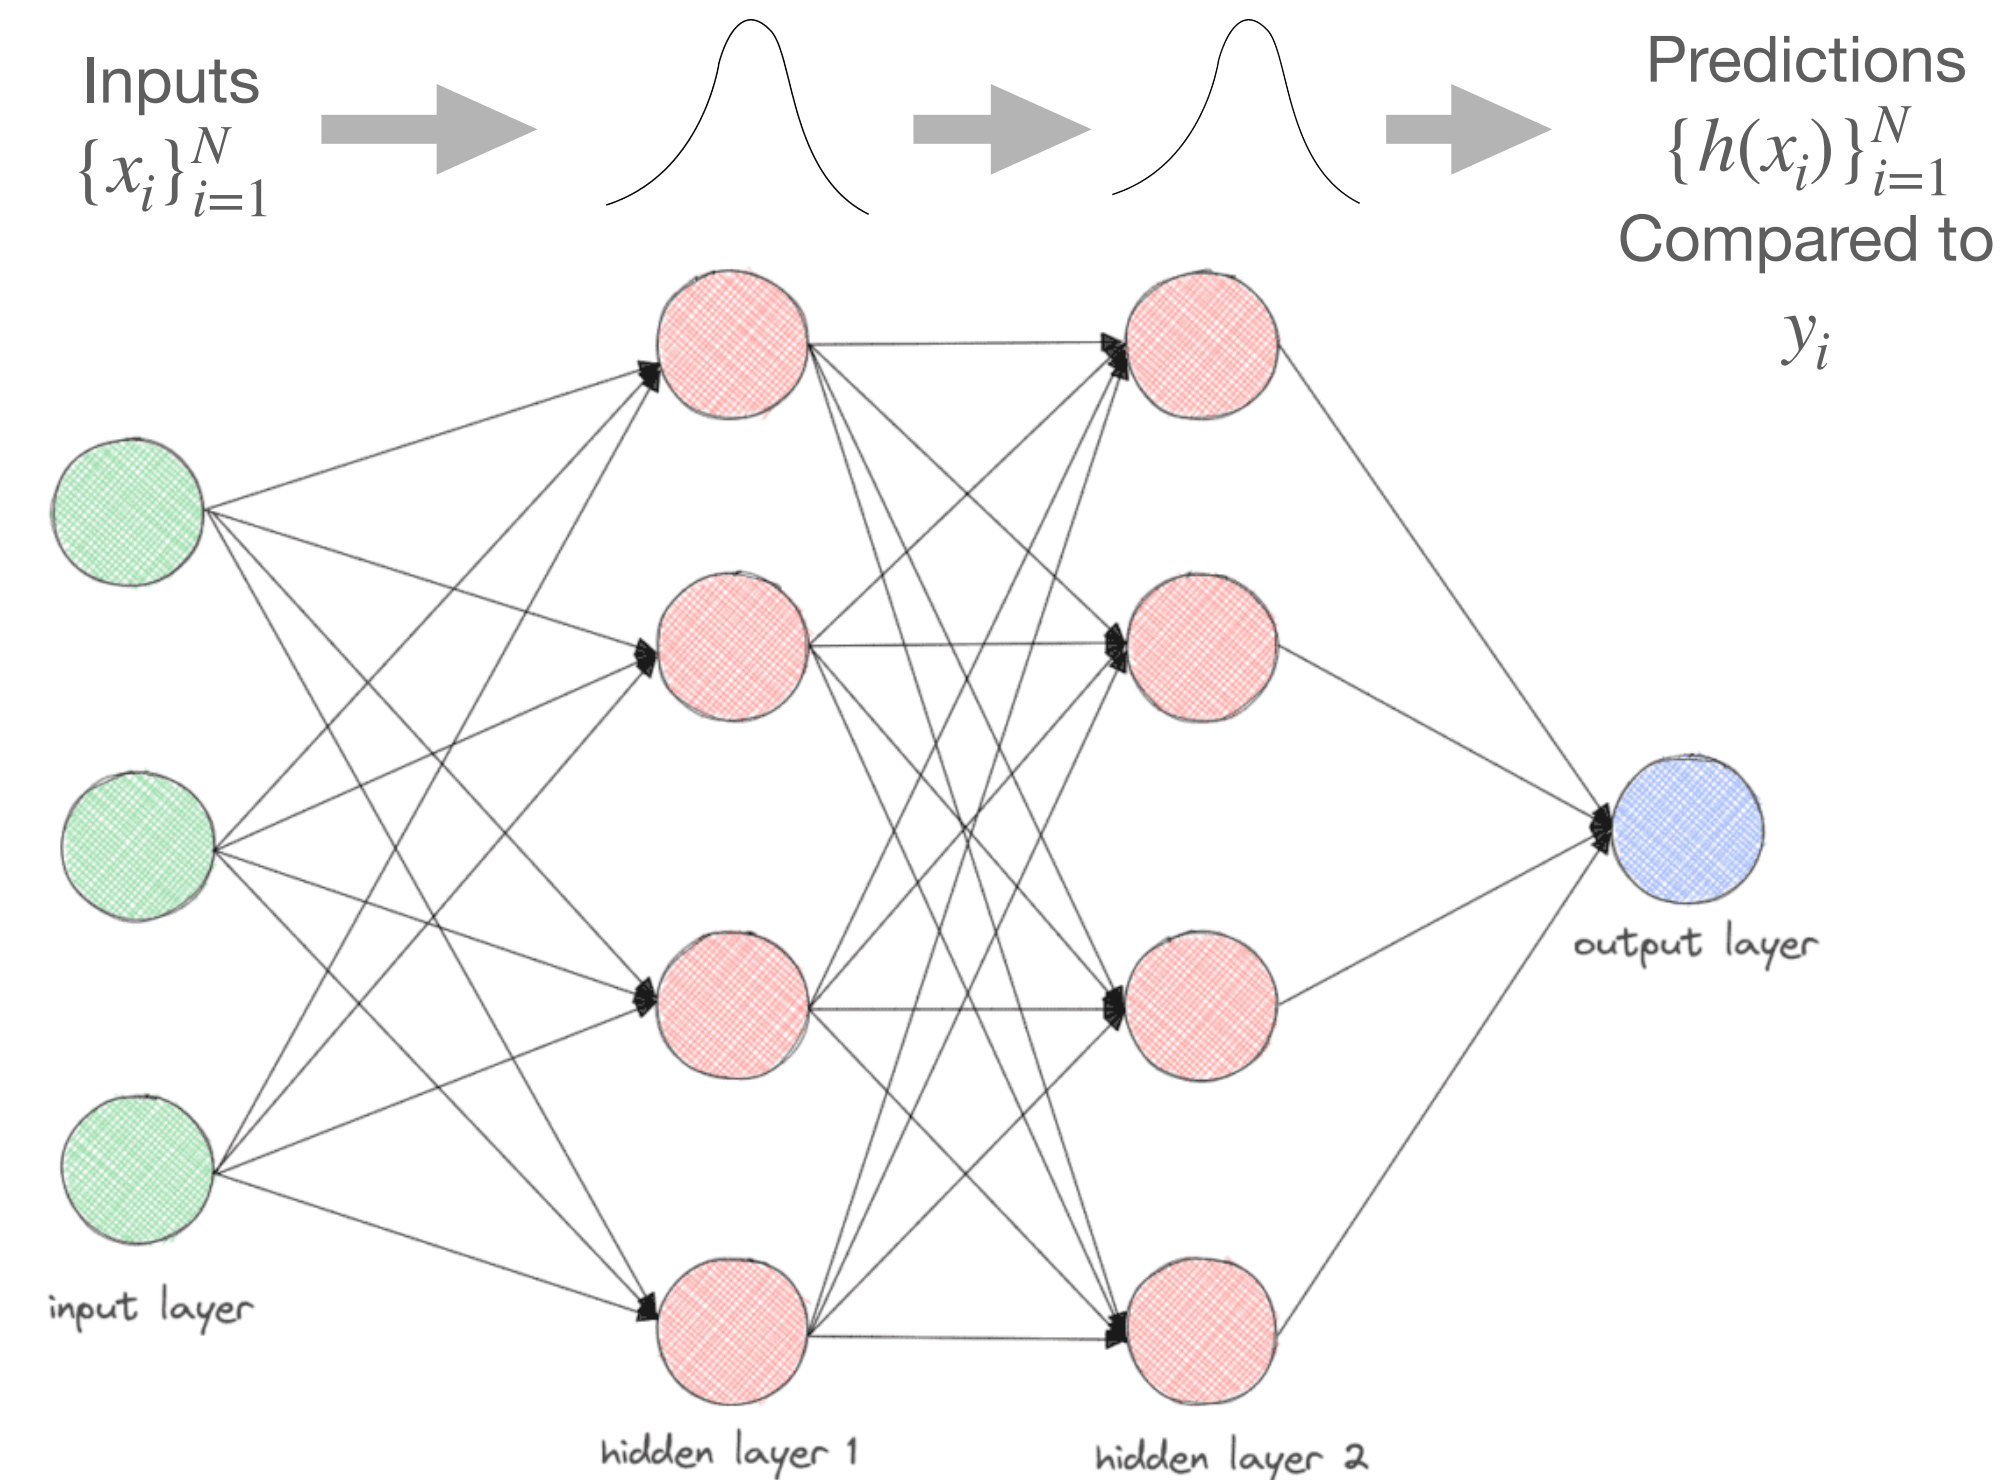 Inputs
{x_i}_{i=1}^N
Predictions
{h(x_i)}_{i=1}^N
Compared to
y_i
input layer
hidden layer 1
hidden layer 2
output layer